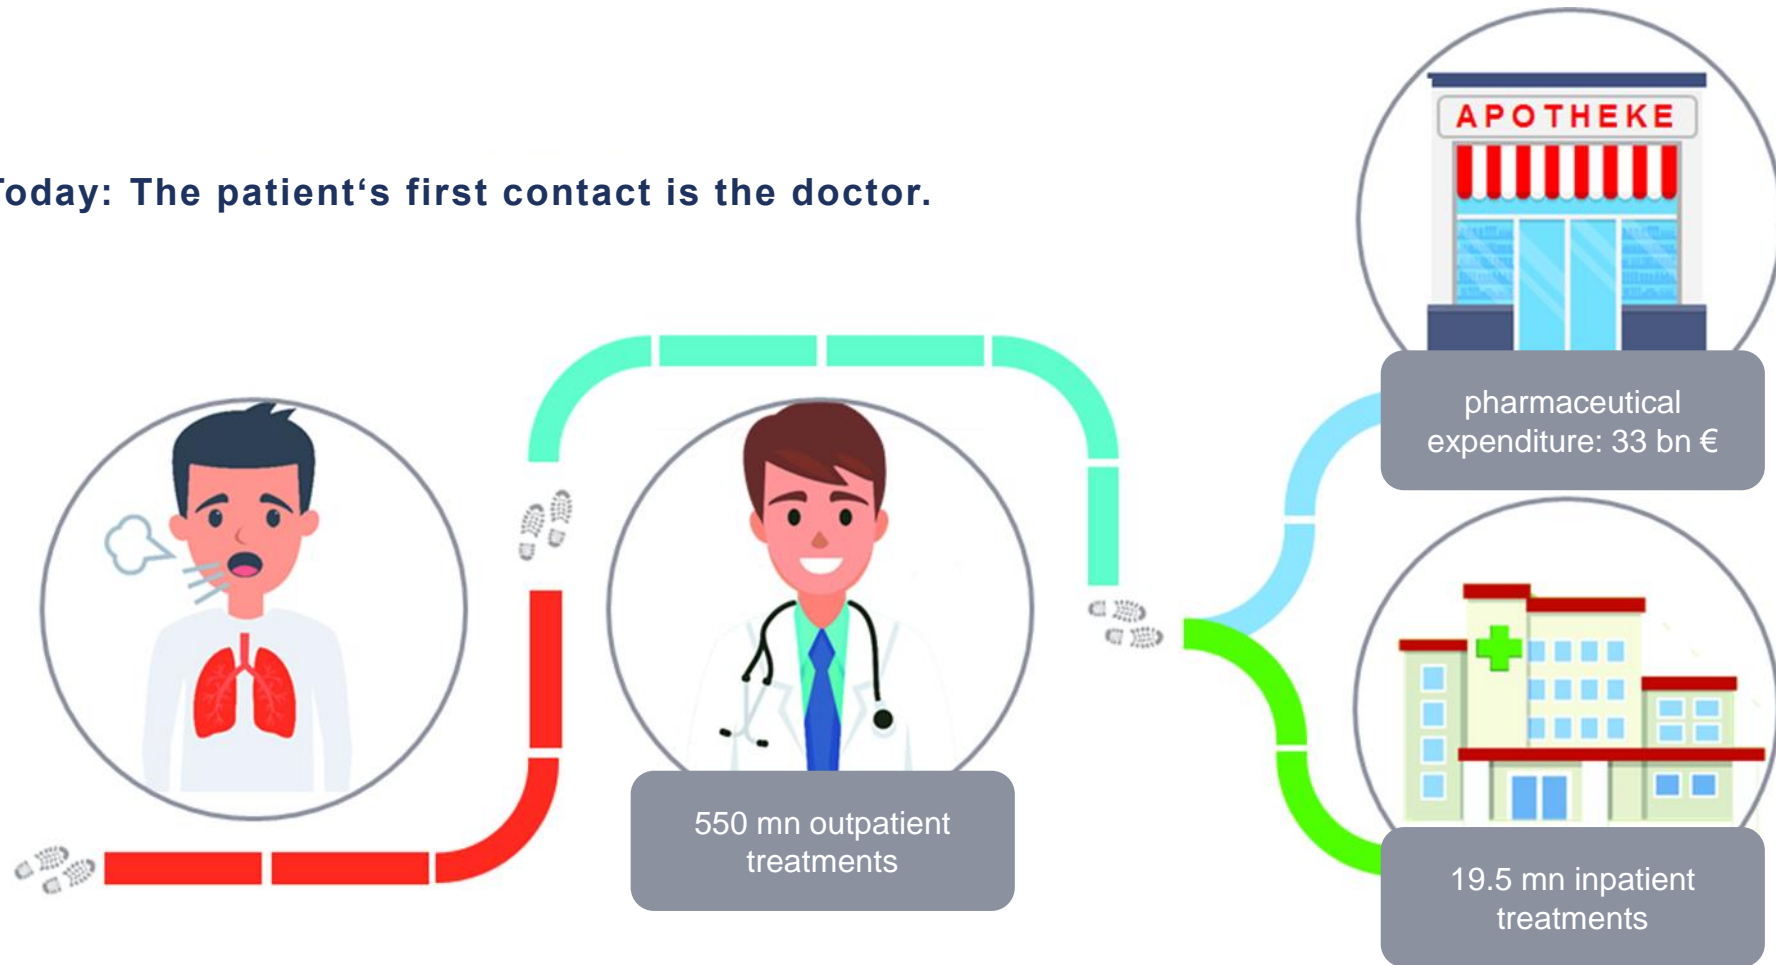 Today: The patient‘s first contact is the doctor.
APOTHEKE
pharmaceutical
expenditure: 33 bn €
550 mn outpatient
treatments
19.5 mn inpatient
treatments